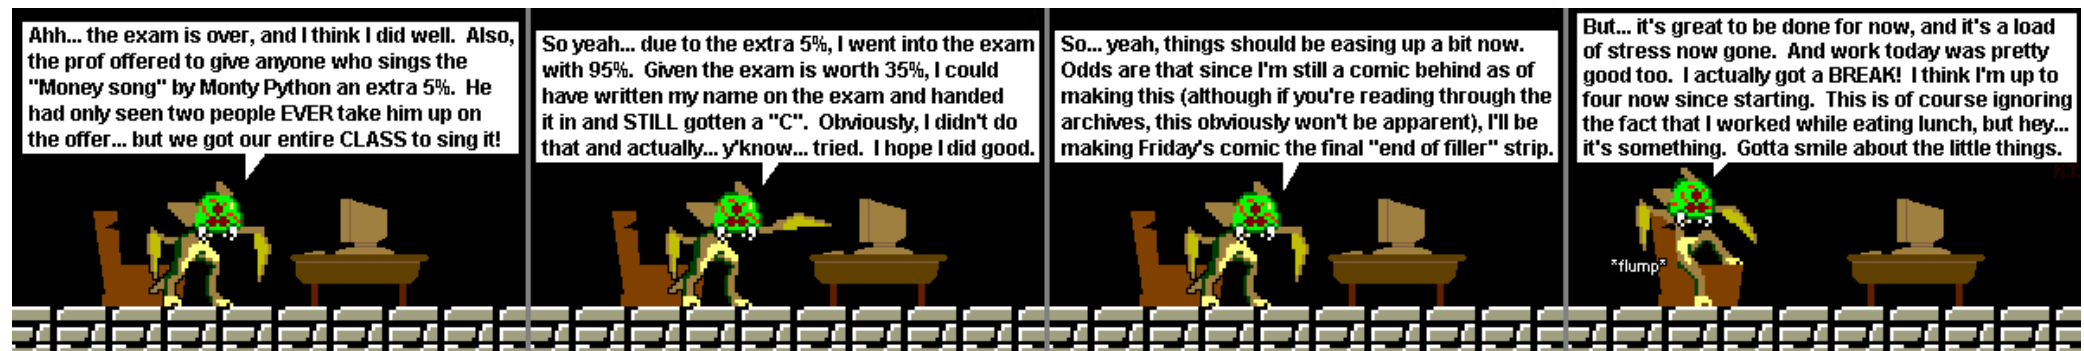 Ahh... the exam is over, and I think I did well. Also,
the prof offered to give anyone who sings the
"Money song" by Monty Python an extra 5%. He
had only seen two people EVER take him up on
the offer... but we got our entire CLASS to sing it!
So yeah... due to the extra 5%, I went into the exam
with 95%. Given the exam is worth 35%, I could
have written my name on the exam and handed
it in and STILL gotten a "C". Obviously, I didn't do
that and actually... y'know... tried. I hope I did good.
So... yeah, things should be easing up a bit now.
Odds are that since I'm still a comic behind as of
making this (although if you're reading through the
archives, this obviously won't be apparent), I'll be
making Friday's comic the final "end of filler" strip.
But... it's great to be done for now, and it's a load
of stress now gone. And work today was pretty
good too. I actually got a BREAK! I think I'm up to
four now since starting. This is of course ignoring
the fact that I worked while eating lunch, but hey...
it's something. Gotta smile about the little things.
*flump*